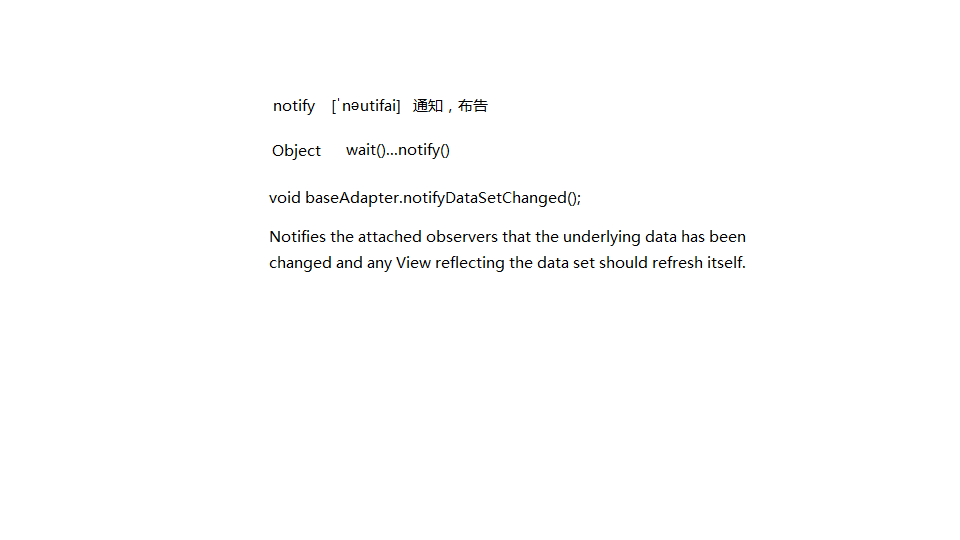 notify [ˈnəutifai] 通知，布告
Object wait()...notify()
void baseAdapter.notifyDataSetChanged();
Notifies the attached observers that the underlying data has been
changed and any View reflecting the data set should refresh itself.